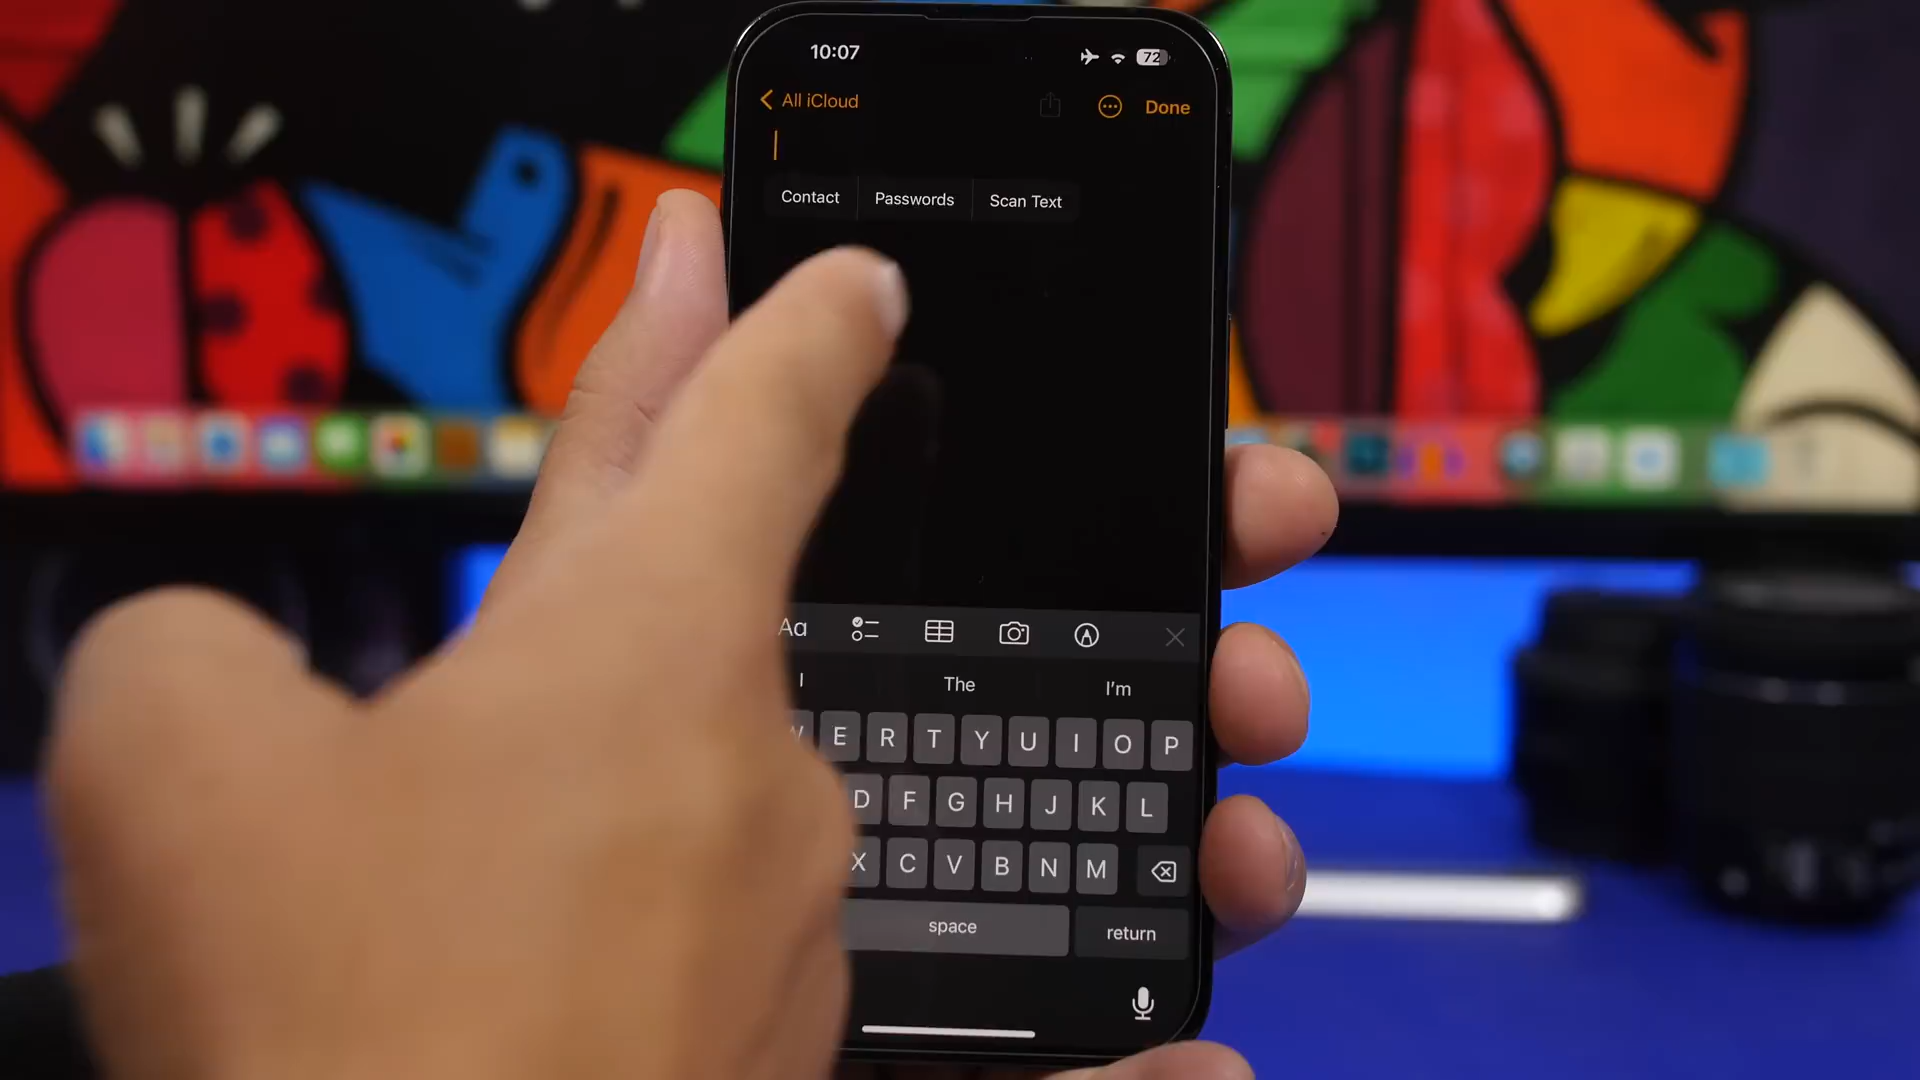 10:07 72
All iCloud Done
Contact Passwords Scan Text
Aa
I The I'm
W E R T Y U I O P
D F G H J K L
X C V B N M
space return